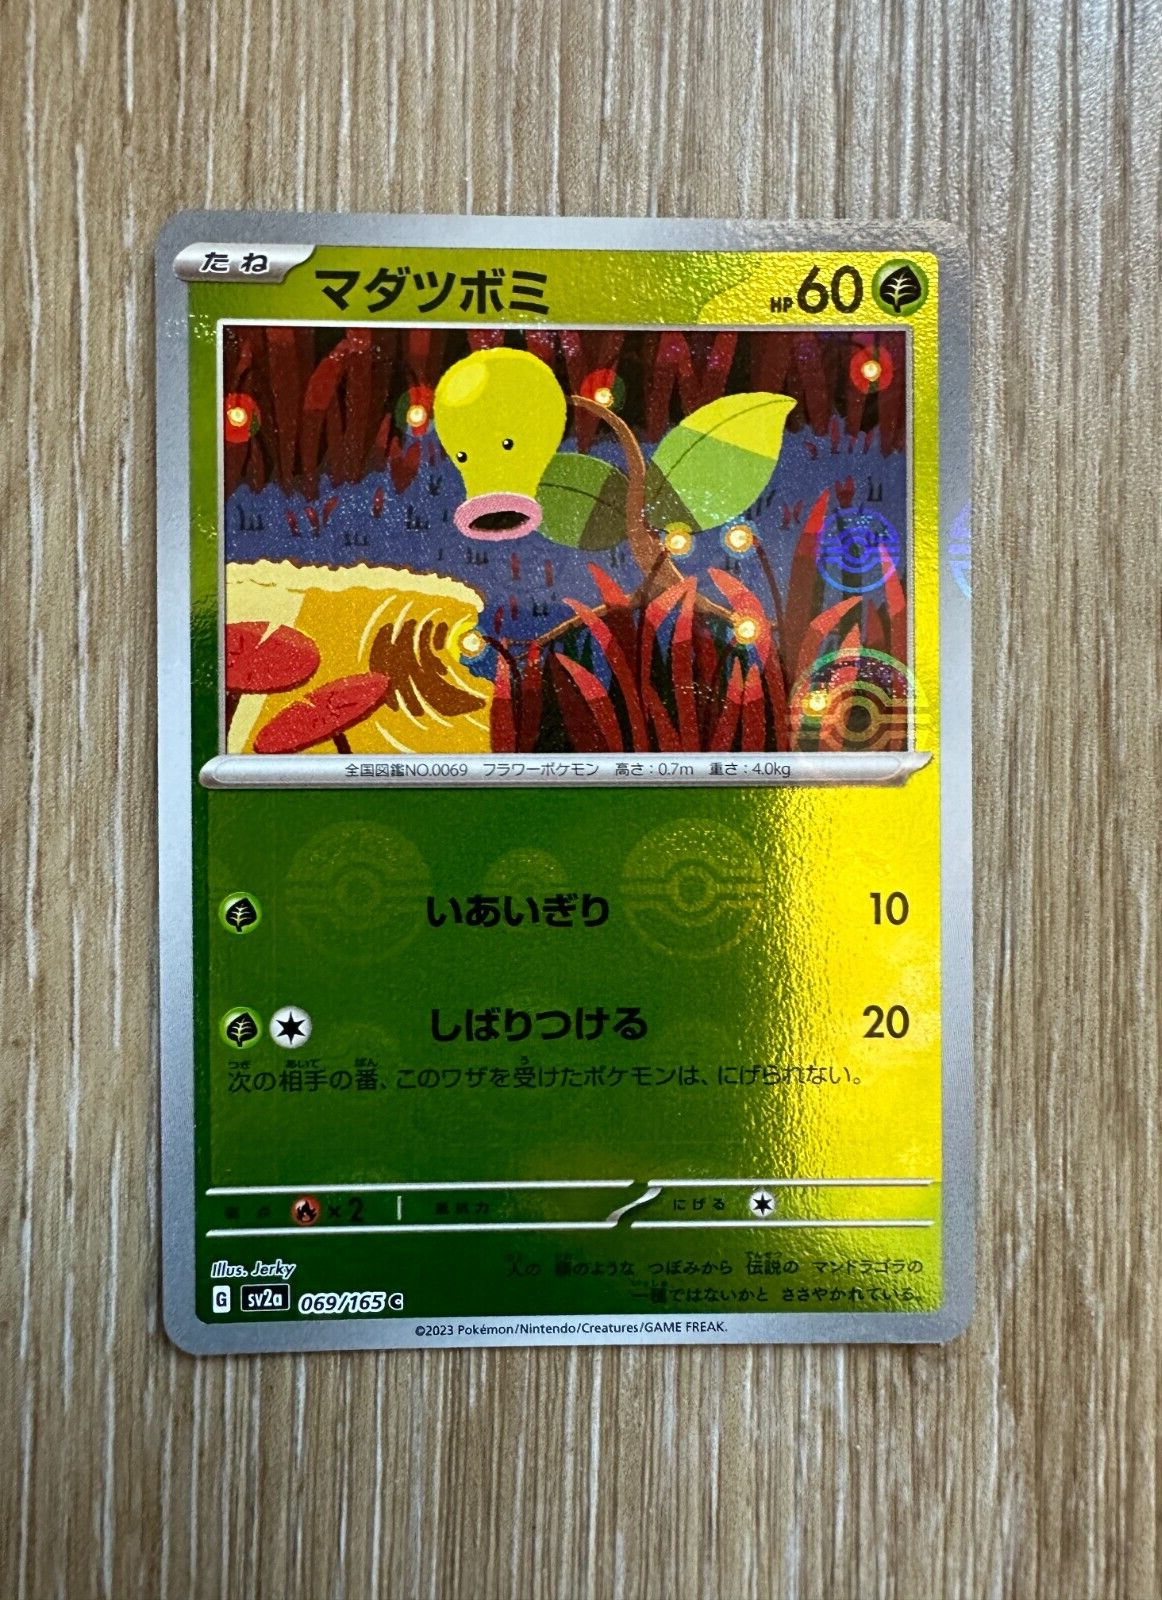 たね
マダツボミ
HP60
全国図鑑NO.0069 フラワーポケモン 高さ:0.7m 重さ:4.0kg
いあいぎり 10
しばりつける 20
次の相手の番、このワザを受けたポケモンは、にげられない。
弱点 ×2 抵抗力 にげる
Illus. Jerky
人の 顔のような つぼみから 伝説の マンドラゴラの
一種ではないかと ささやかれている。
G sv2a 069/165 C
©2023 Pokémon/Nintendo/Creatures/GAME FREAK.